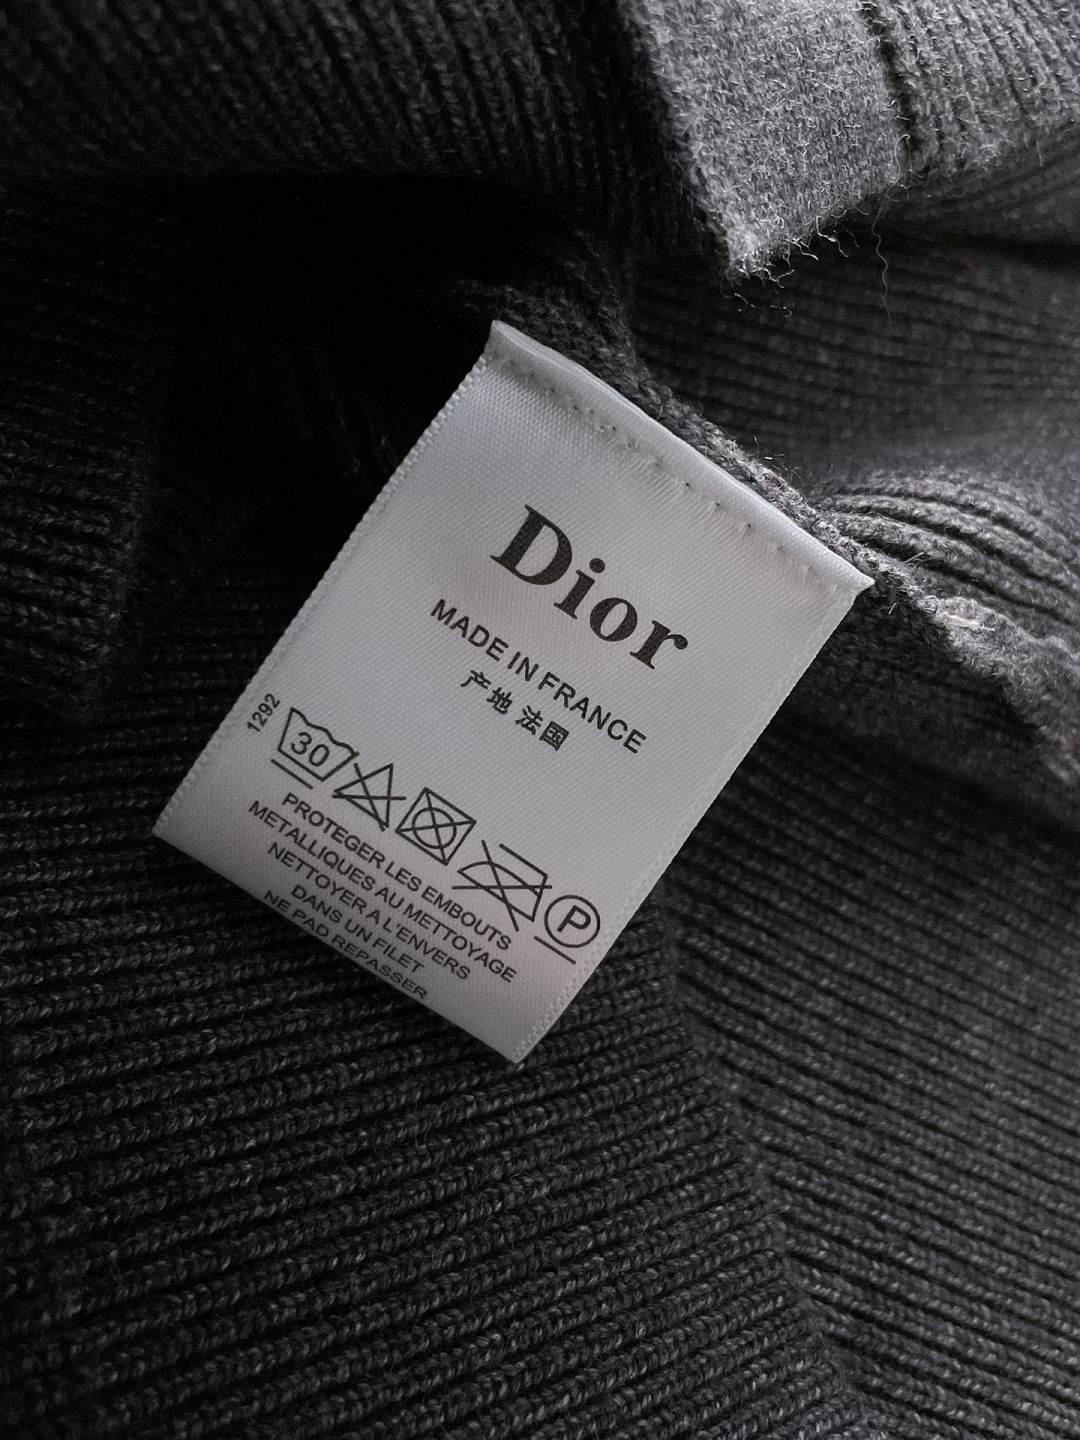 Dior
MADE IN FRANCE
产地 法国
1292
30
P
PROTEGER LES EMBOUTS
METALLIQUES AU METTOYAGE
NETTOYER A L'ENVERS
DANS UN FILET
NE PAD REPASSER